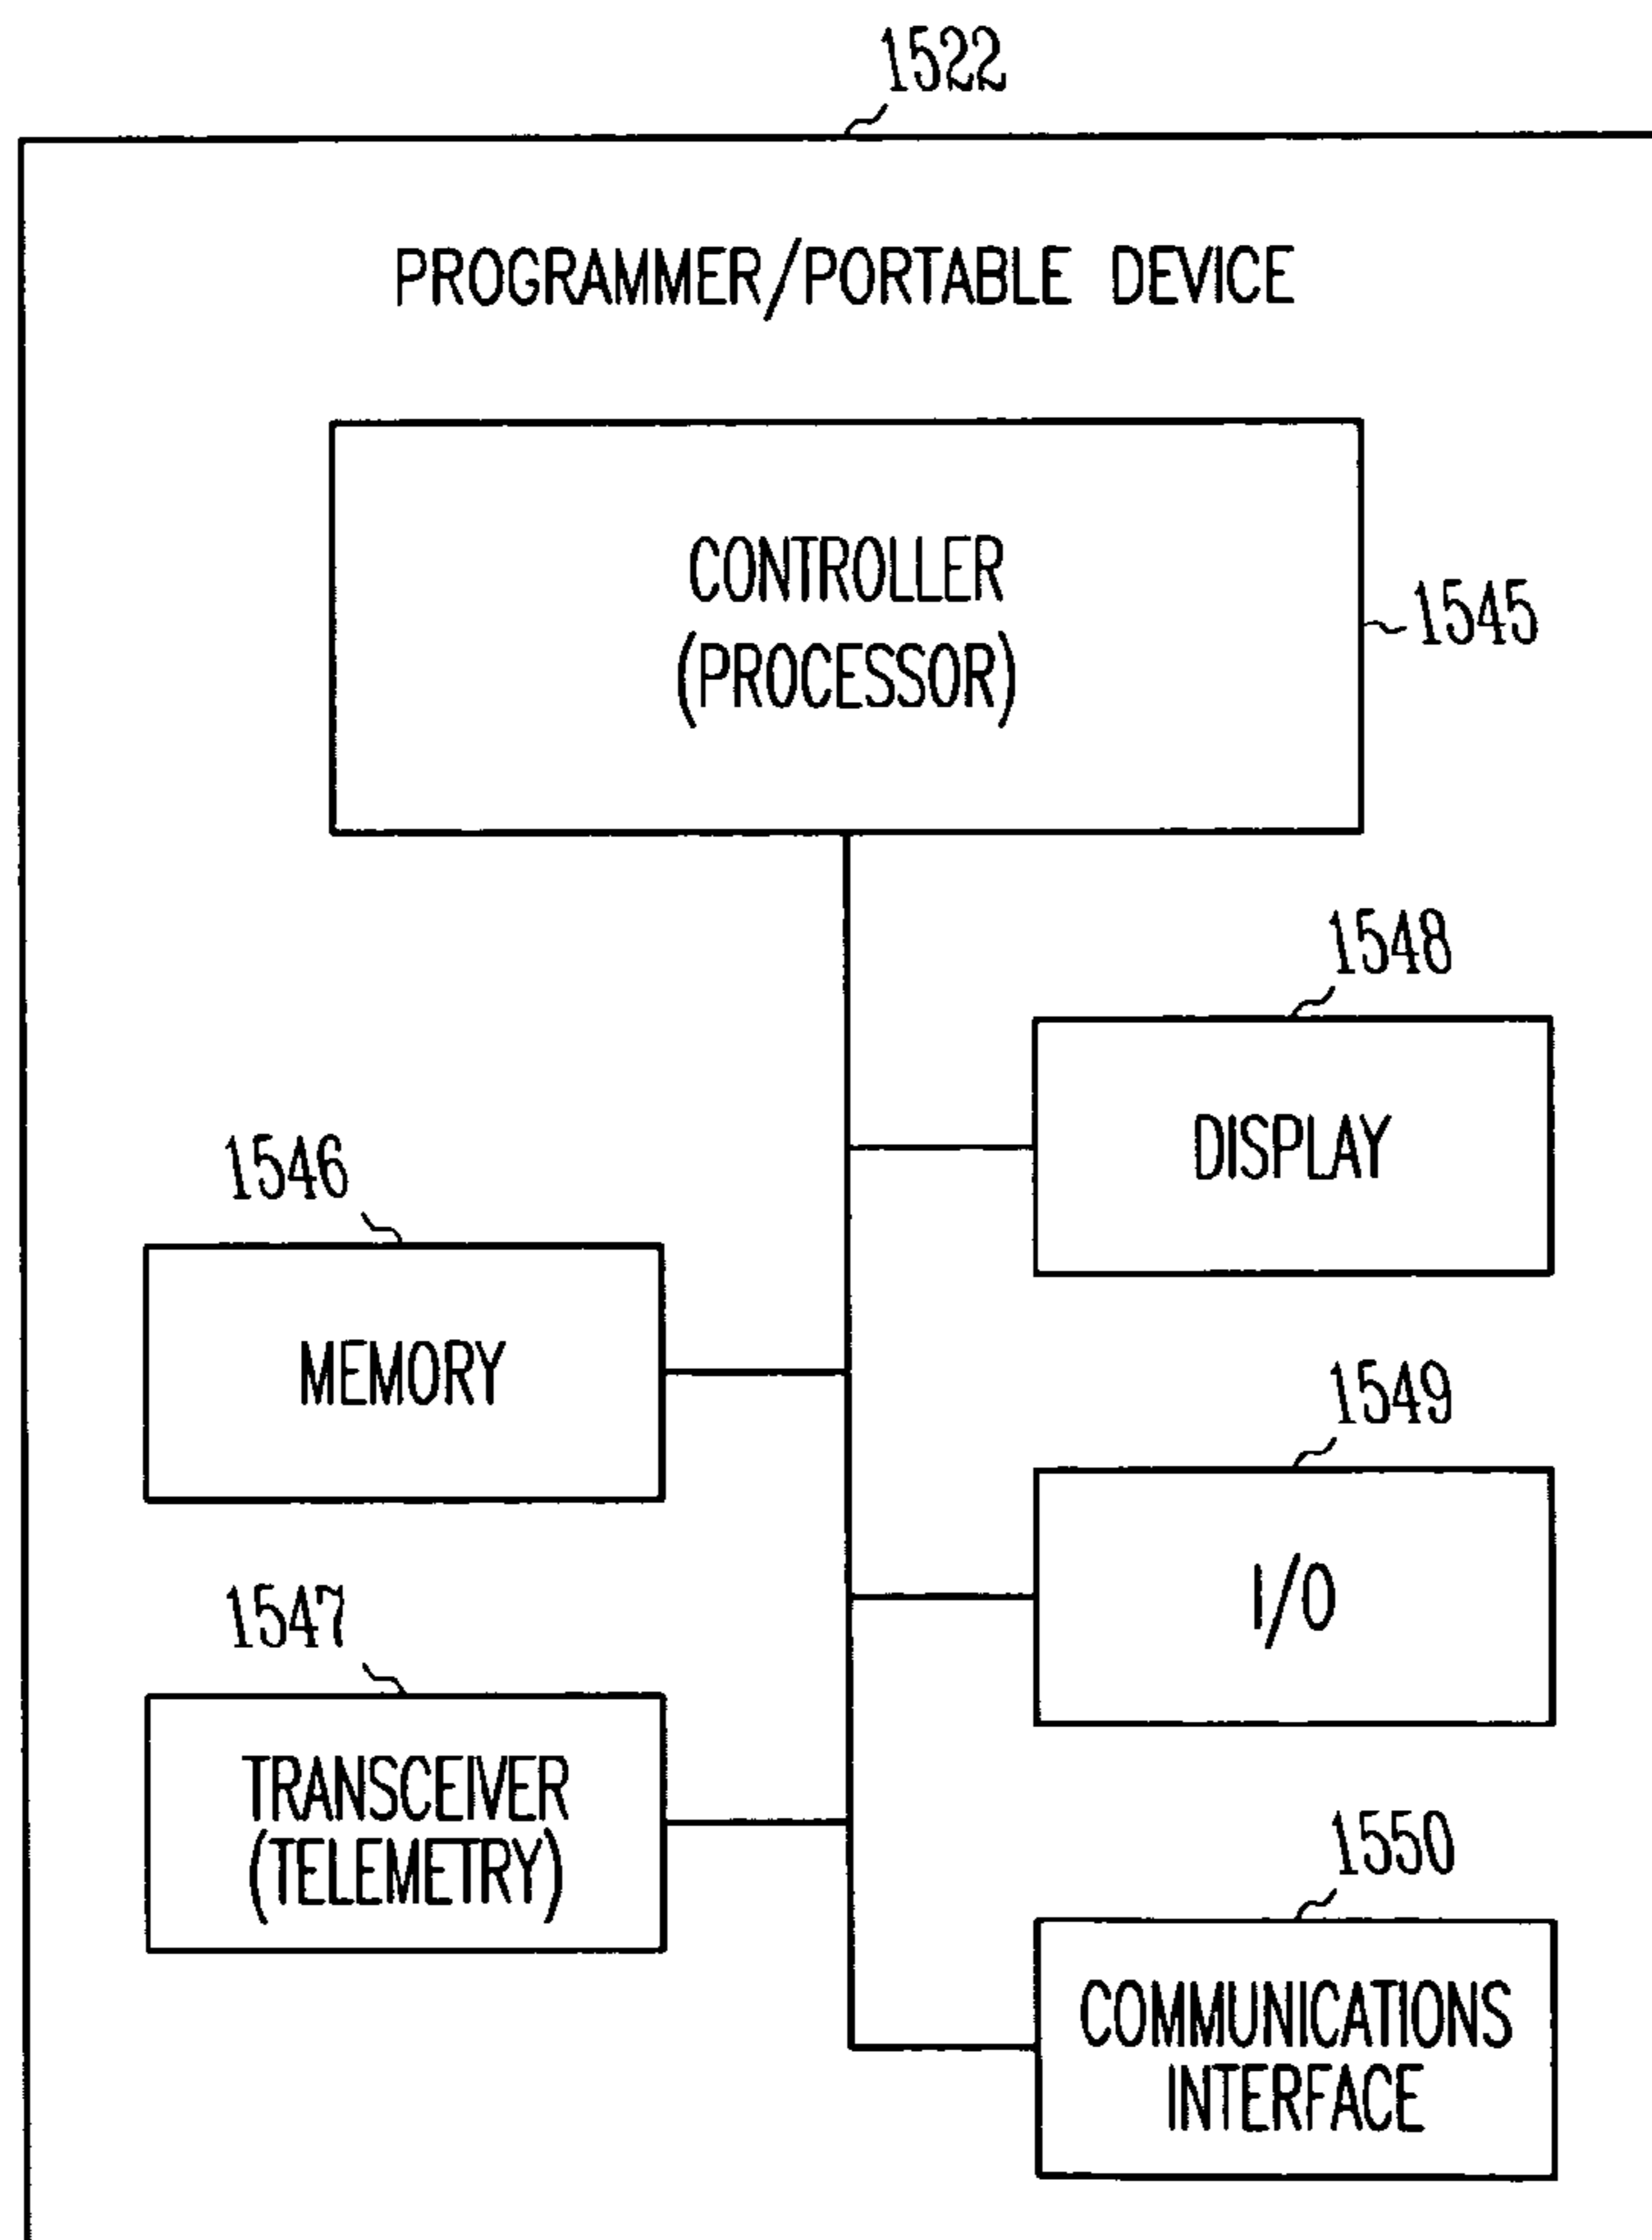 1522
PROGRAMMER/PORTABLE DEVICE
CONTROLLER
(PROCESSOR)
1545
1548
DISPLAY
1546
MEMORY
1549
I/O
1547
TRANSCEIVER
(TELEMETRY)
1550
COMMUNICATIONS
INTERFACE